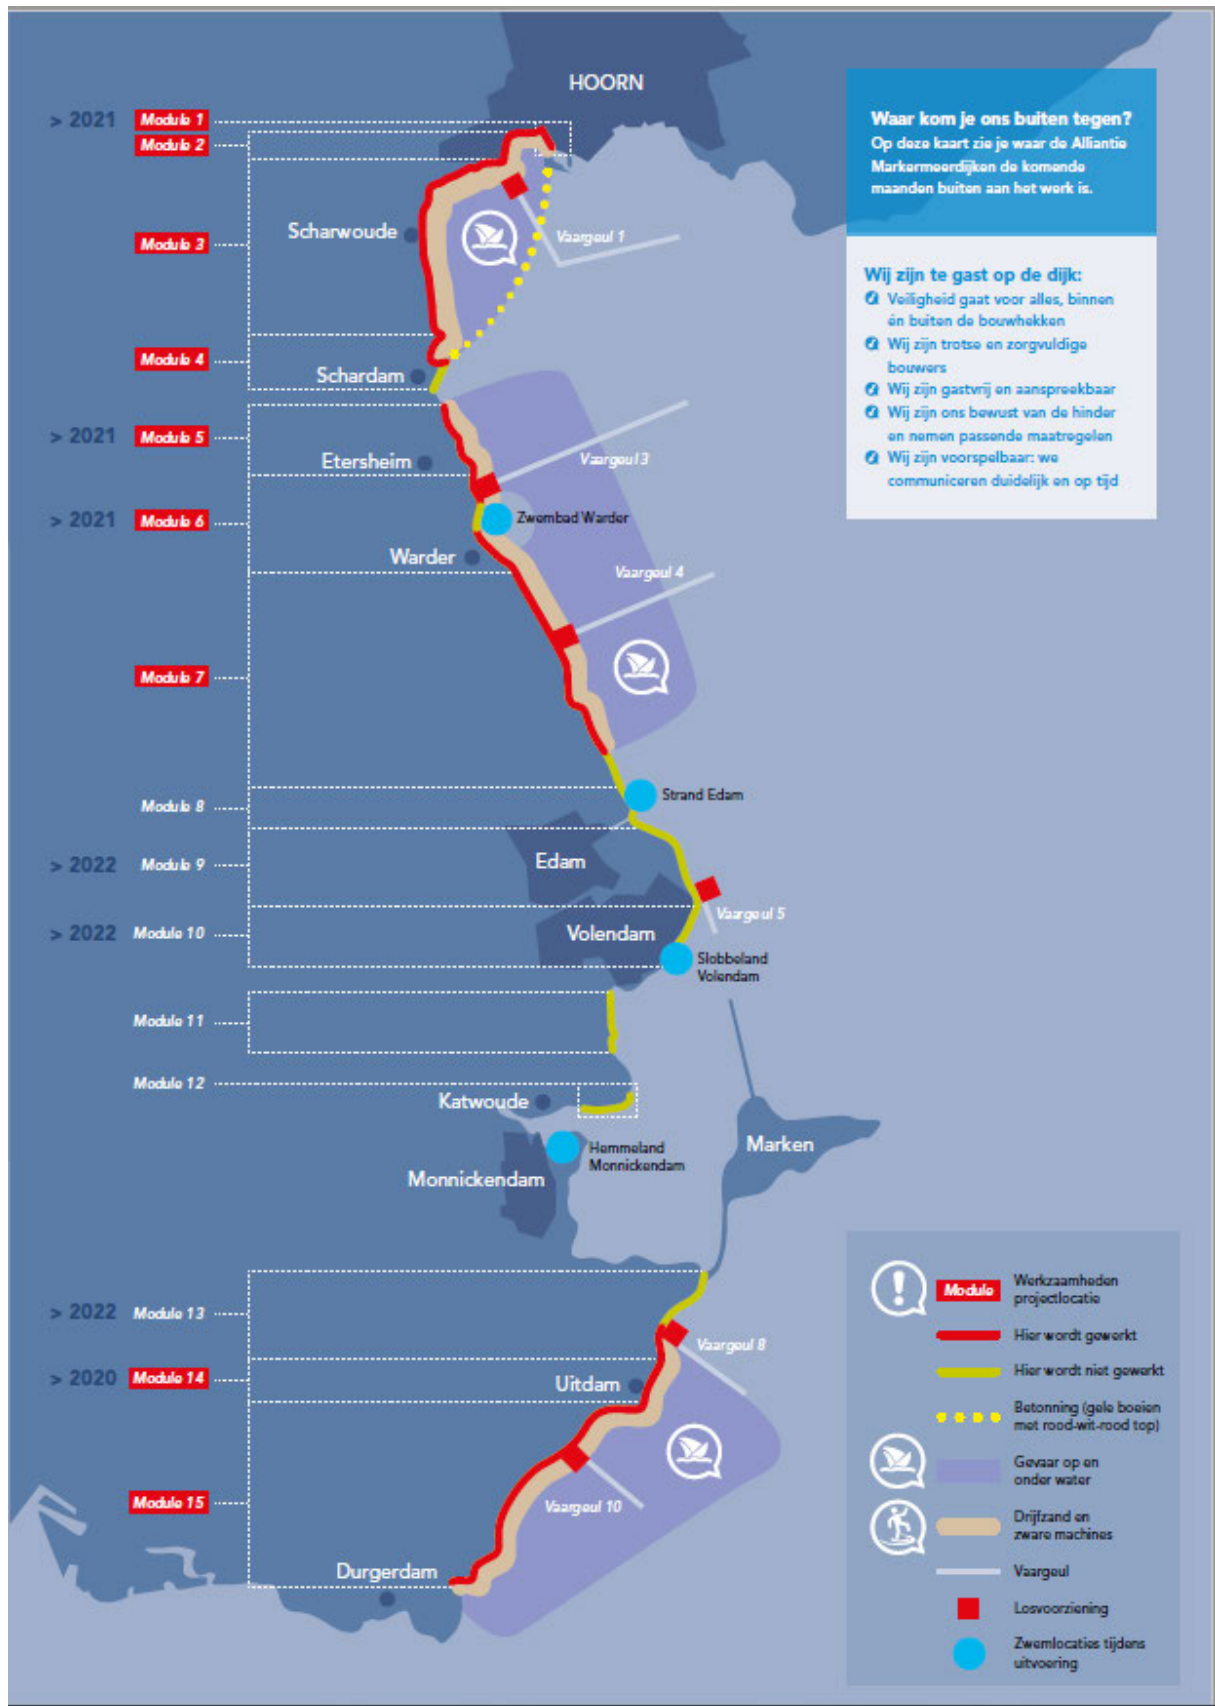 HOORN
> 2021 Module 1
Module 2
Waar kom je ons buiten tegen?
Op deze kaart zie je waar de Alliantie
Markermeerdijken de komende
maanden buiten aan het werk is.
Scharwoude
Module 3
Vaargeul 1
Wij zijn te gast op de dijk:
Veiligheid gaat voor alles, binnen
én buiten de bouwhekken
Wij zijn trotse en zorgvuldige
bouwers
Wij zijn gastvrij en aanspreekbaar
Wij zijn ons bewust van de hinder
en nemen passende maatregelen
Wij zijn voorspelbaar: we
communiceren duidelijk en op tijd
Module 4
Schardam
> 2021 Module 5
Etersheim
Vaargeul 3
> 2021 Module 6
Zwembad Warder
Warder
Vaargeul 4
Module 7
Strand Edam
Module 8
Edam
> 2022 Module 9
Vaargeul 5
> 2022 Module 10
Volendam
Slobbeland
Volendam
Module 11
Module 12
Katwoude
Hemmeland
Monnickendam
Marken
Monnickendam
> 2022 Module 13
Vaargeul 8
> 2020 Module 14
Uitdam
Module 15
Vaargeul 10
Durgerdam
Module
Werkzaamheden
projectlocatie
Hier wordt gewerkt
Hier wordt niet gewerkt
Betonning (gele boeien
met rood-wit-rood top)
Gevaar op en
onder water
Drijfzand en
zware machines
Vaargeul
Losvoorziening
Zwemlocaties tijdens
uitvoering